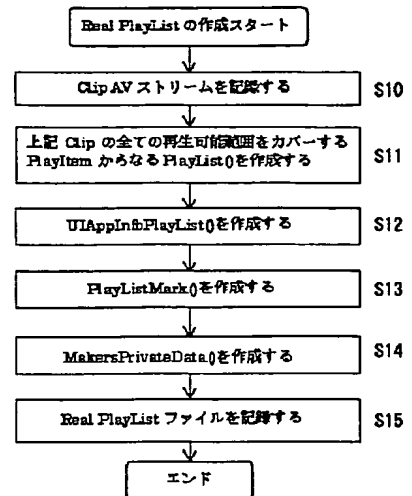 Real PlayList の作成スタート
Clip AV ストリームを記録する
S10
上記 Clip の全ての再生可能範囲をカバーする
PlayItem からなる PlayList()を作成する
S11
UIAppInfoPlayList()を作成する
S12
PlayListMark()を作成する
S13
MakersPrivateData()を作成する
S14
Real PlayList ファイルを記録する
S15
エンド